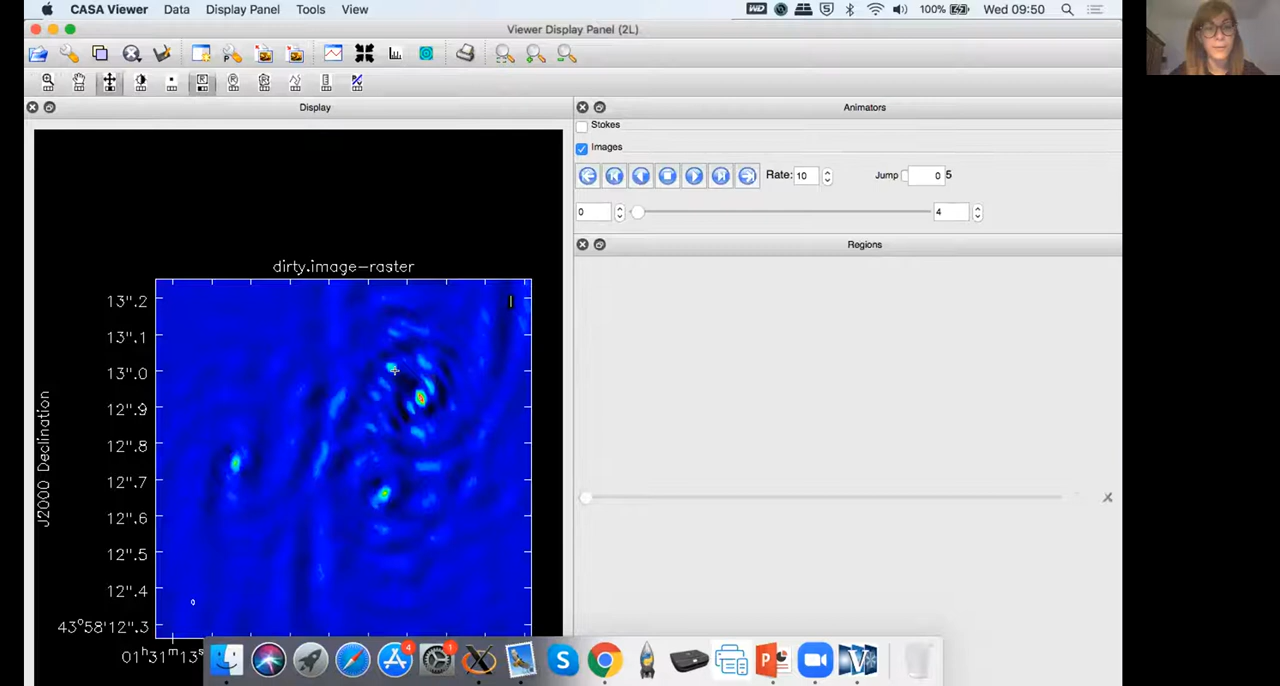 CASA Viewer Data Display Panel Tools View 100% Wed 09:50
Viewer Display Panel (2L)
Display
Animators
Stokes
Images
Rate: 10 Jump 0 5
0 4
Regions
dirty.image-raster
13".2
13".1
13".0
12".9
12".8
12".7
12".6
12".5
12".4
43°58'12".3
J2000 Declination
01ʰ31ᵐ13ˢ
4
1